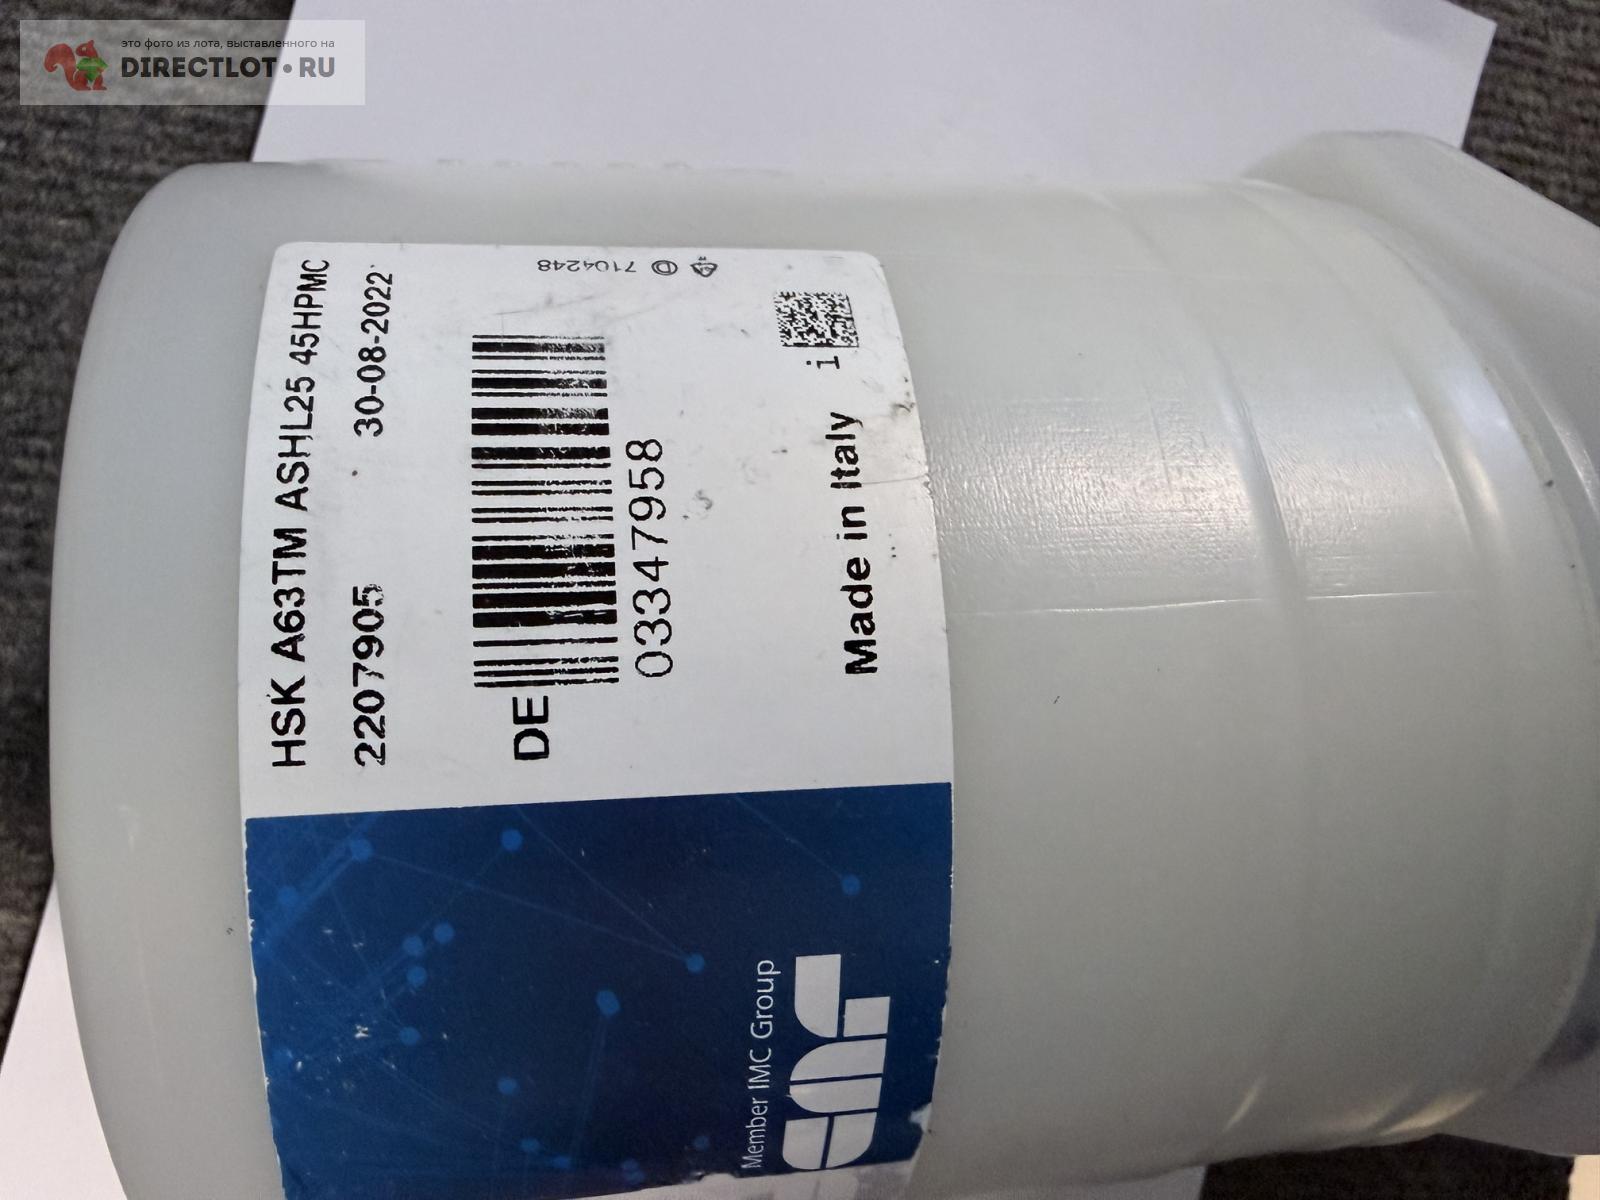 это фото из лота, выставленного на
DIRECTLOT.RU
HSK A63TM ASHL25 45HPMC
2207905 30-08-2022
DE
03347958
Made in Italy i
7104248
Member IMC Group